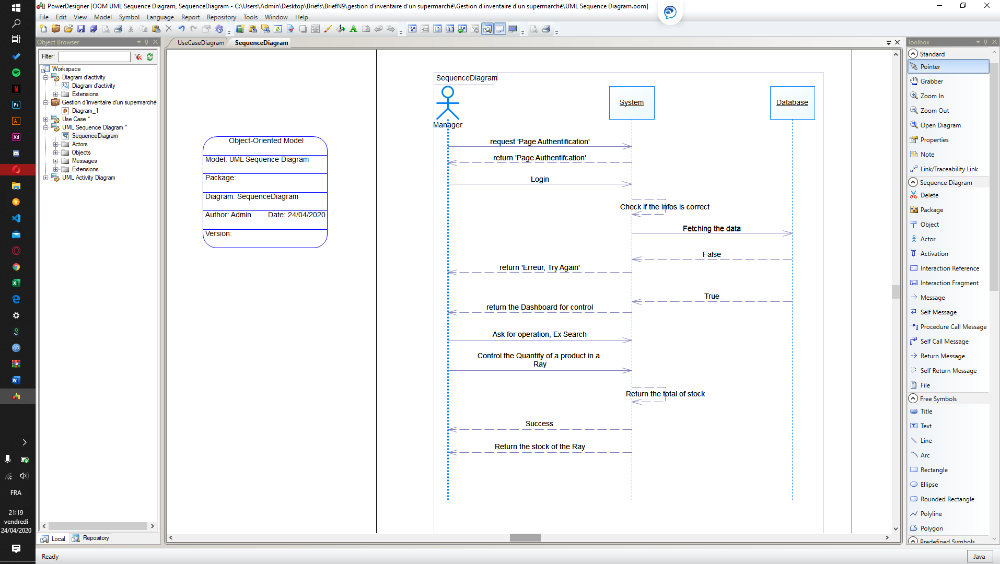 PowerDesigner [OOM UML Sequence Diagram, SequenceDiagram - C:\Users\Admin\Desktop\Briefs\BriefN9\gestion d'inventaire d'un supermarché\Gestion d'inventaire d'un supermarché\UML Sequence Diagram.oom]
File Edit View Model Symbol Language Report Repository Tools Window Help
Object Browser
Filter:
Workspace
Diagram d'activity
Diagram d'activity
Extensions
Gestion d'inventaire d'un supermarché
Diagram_1
Use Case *
UML Sequence Diagram *
SequenceDiagram
Actors
Objects
Messages
Extensions
UML Activity Diagram
Local Repository
UseCaseDiagram SequenceDiagram
Object-Oriented Model
Model: UML Sequence Diagram
Package:
Diagram: SequenceDiagram
Author: Admin Date: 24/04/2020
Version:
SequenceDiagram
Manager
System
Database
request 'Page Authentification'
return 'Page Authentifcation'
Login
Check if the infos is correct
Fetching the data
False
return 'Erreur, Try Again'
True
return the Dashboard for control
Ask for operation, Ex Search
Control the Quantity of a product in a
Ray
Return the total of stock
Success
Return the stock of the Ray
Toolbox
Standard
Pointer
Grabber
Zoom In
Zoom Out
Open Diagram
Properties
Note
Link/Traceability Link
Sequence Diagram
Delete
Package
Object
Actor
Activation
Interaction Reference
Interaction Fragment
Message
Self Message
Procedure Call Message
Self Call Message
Return Message
Self Return Message
File
Free Symbols
Title
Text
Line
Arc
Rectangle
Ellipse
Rounded Rectangle
Polyline
Polygon
Predefined Symbols
Ready
Java
N
Ps
Ai
Xd
qb
W
FRA
21:19
vendredi
24/04/2020